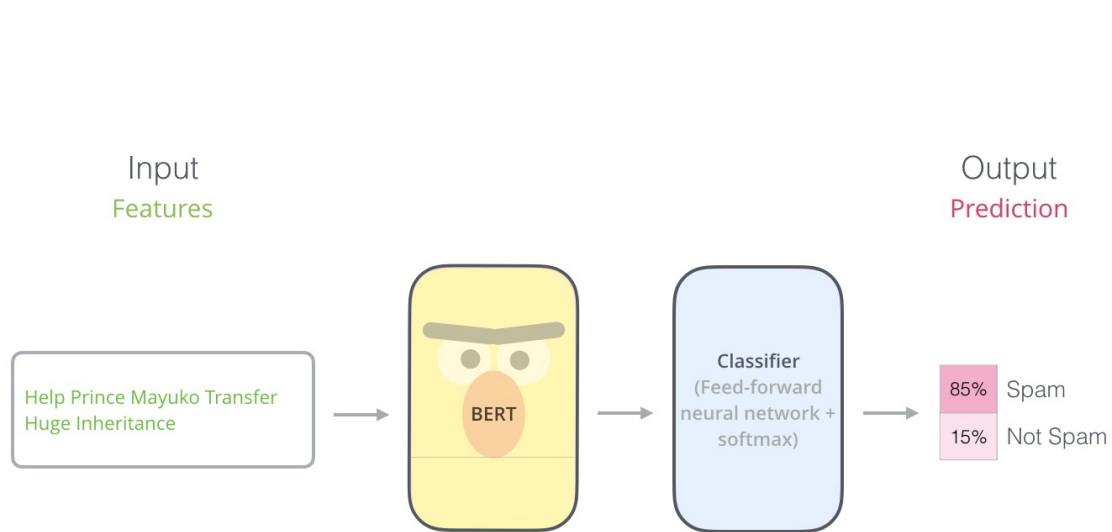 Input
Features
Output
Prediction
Help Prince Mayuko Transfer
Huge Inheritance
BERT
Classifier
(Feed-forward
neural network +
softmax)
85% Spam
15% Not Spam